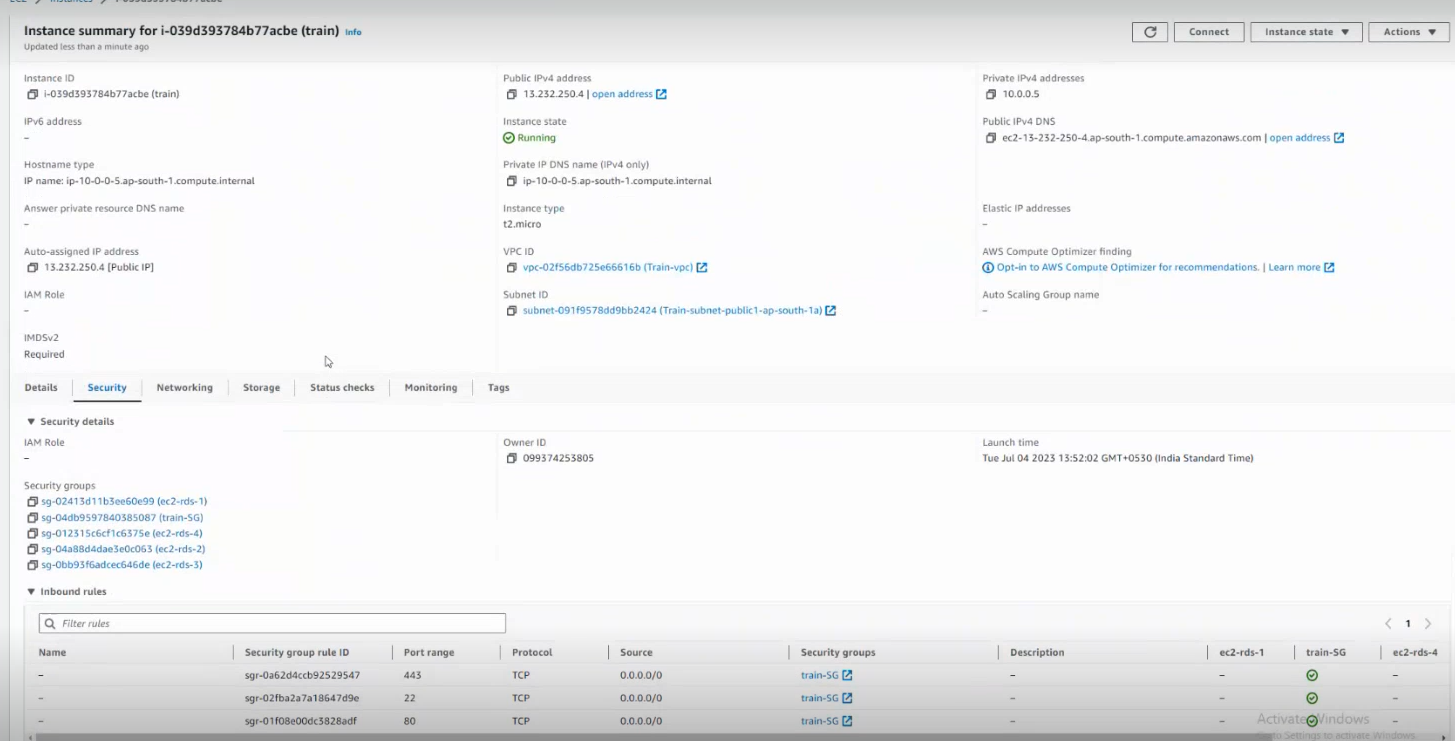 Instance summary for i-039d393784b77acbe (train) Info
Updated less than a minute ago
Connect
Instance state ▼
Actions ▼
Instance ID
i-039d393784b77acbe (train)
Public IPv4 address
13.232.250.4 | open address
Private IPv4 addresses
10.0.0.5
IPv6 address
–
Instance state
Running
Public IPv4 DNS
ec2-13-232-250-4.ap-south-1.compute.amazonaws.com | open address
Hostname type
IP name: ip-10-0-0-5.ap-south-1.compute.internal
Private IP DNS name (IPv4 only)
ip-10-0-0-5.ap-south-1.compute.internal
Answer private resource DNS name
–
Instance type
t2.micro
Elastic IP addresses
–
Auto-assigned IP address
13.232.250.4 [Public IP]
VPC ID
vpc-02f56db725e66616b (Train-vpc)
AWS Compute Optimizer finding
Opt-in to AWS Compute Optimizer for recommendations. | Learn more
IAM Role
–
Subnet ID
subnet-091f9578dd9bb2424 (Train-subnet-public1-ap-south-1a)
Auto Scaling Group name
–
IMDSv2
Required
Details Security Networking Storage Status checks Monitoring Tags
▼ Security details
IAM Role
–
Owner ID
099374253805
Launch time
Tue Jul 04 2023 13:52:02 GMT+0530 (India Standard Time)
Security groups
sg-02413d11b3ee60e99 (ec2-rds-1)
sg-04db9597840385087 (train-SG)
sg-012315c6cf1c6375e (ec2-rds-4)
sg-04a88d4dae3e0c063 (ec2-rds-2)
sg-0bb93f6adcec646de (ec2-rds-3)
▼ Inbound rules
Filter rules
1
Name Security group rule ID Port range Protocol Source Security groups Description ec2-rds-1 train-SG ec2-rds-4
– sgr-0a62d4ccb92529547 443 TCP 0.0.0.0/0 train-SG – – –
– sgr-02fba2a7a18647d9e 22 TCP 0.0.0.0/0 train-SG – – –
– sgr-01f08e00dc3828adf 80 TCP 0.0.0.0/0 train-SG – – –
Activate Windows
Go to Settings to activate Windows.